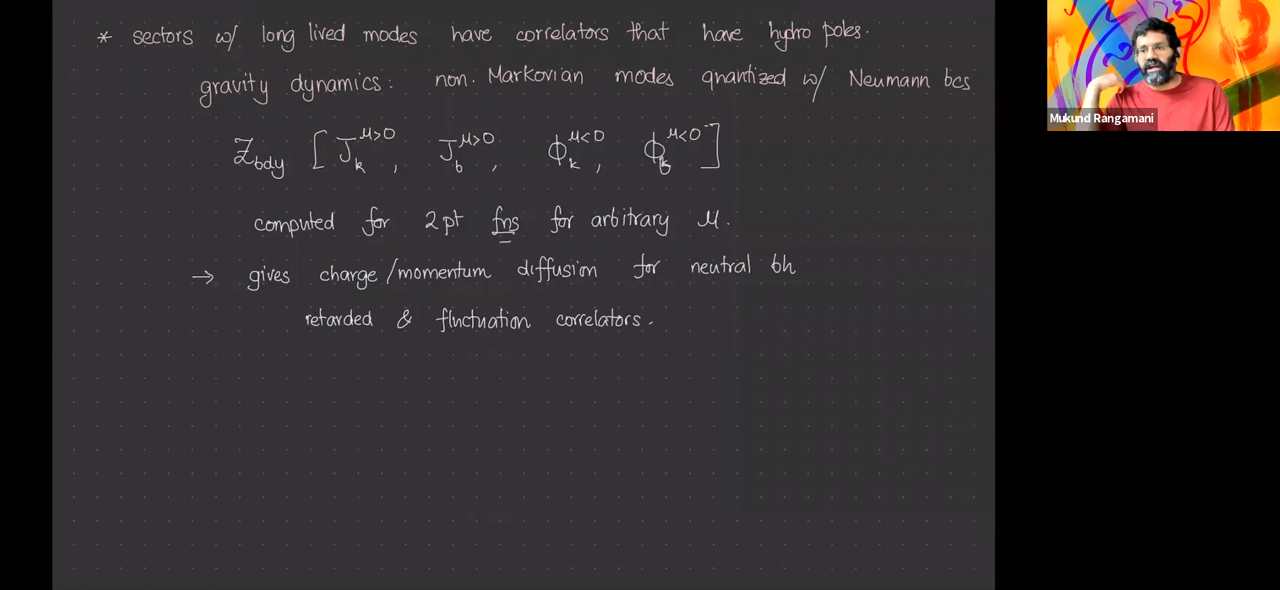 * sectors w/ long lived modes have correlators that have hydro poles.
gravity dynamics: non. Markovian modes quantized w/ Neumann bcs
Z_bdy [ J_k^{μ>0}, J_b^{μ>0}, Φ_k^{μ<0}, Φ_b^{μ<0} ]
computed for 2 pt fns for arbitrary μ.
→ gives charge/momentum diffusion for neutral bh
retarded & fluctuation correlators.
Mukund Rangamani